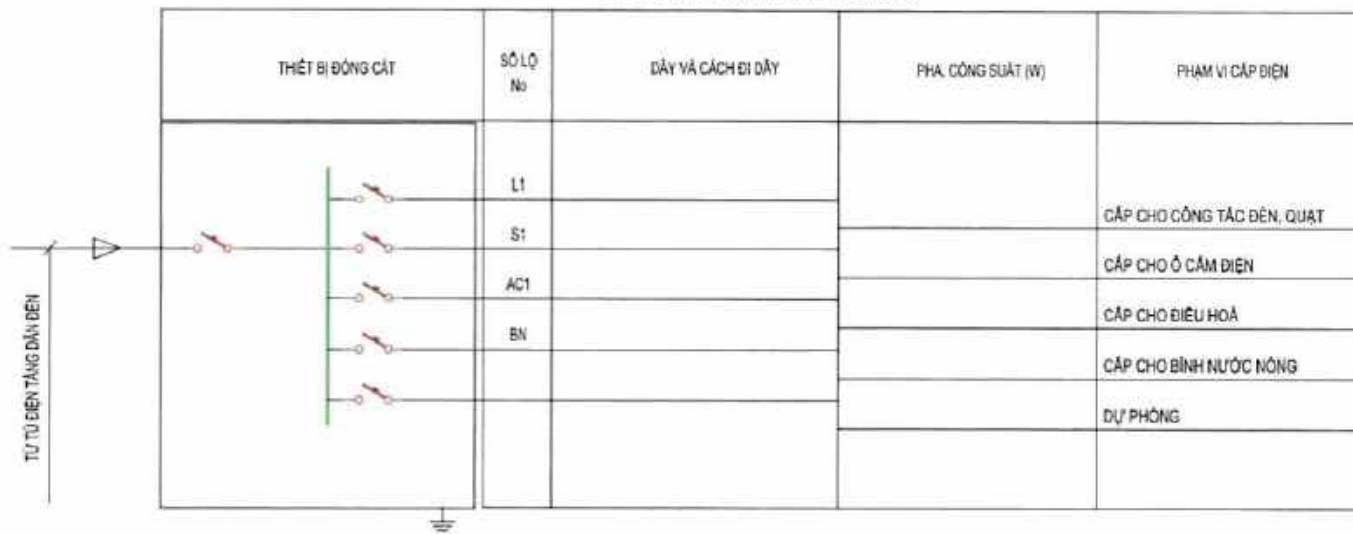 THIẾT BỊ ĐÓNG CẮT
SỐ LỘ
No
DÂY VÀ CÁCH ĐI DÂY
PHA, CÔNG SUẤT (W)
PHẠM VI CẤP ĐIỆN
L1
CẤP CHO CÔNG TẮC ĐÈN, QUẠT
S1
CẤP CHO Ổ CẮM ĐIỆN
AC1
CẤP CHO ĐIỀU HOÀ
BN
CẤP CHO BÌNH NƯỚC NÓNG
DỰ PHÒNG
TỪ TỦ ĐIỆN TẦNG DẪN ĐẾN